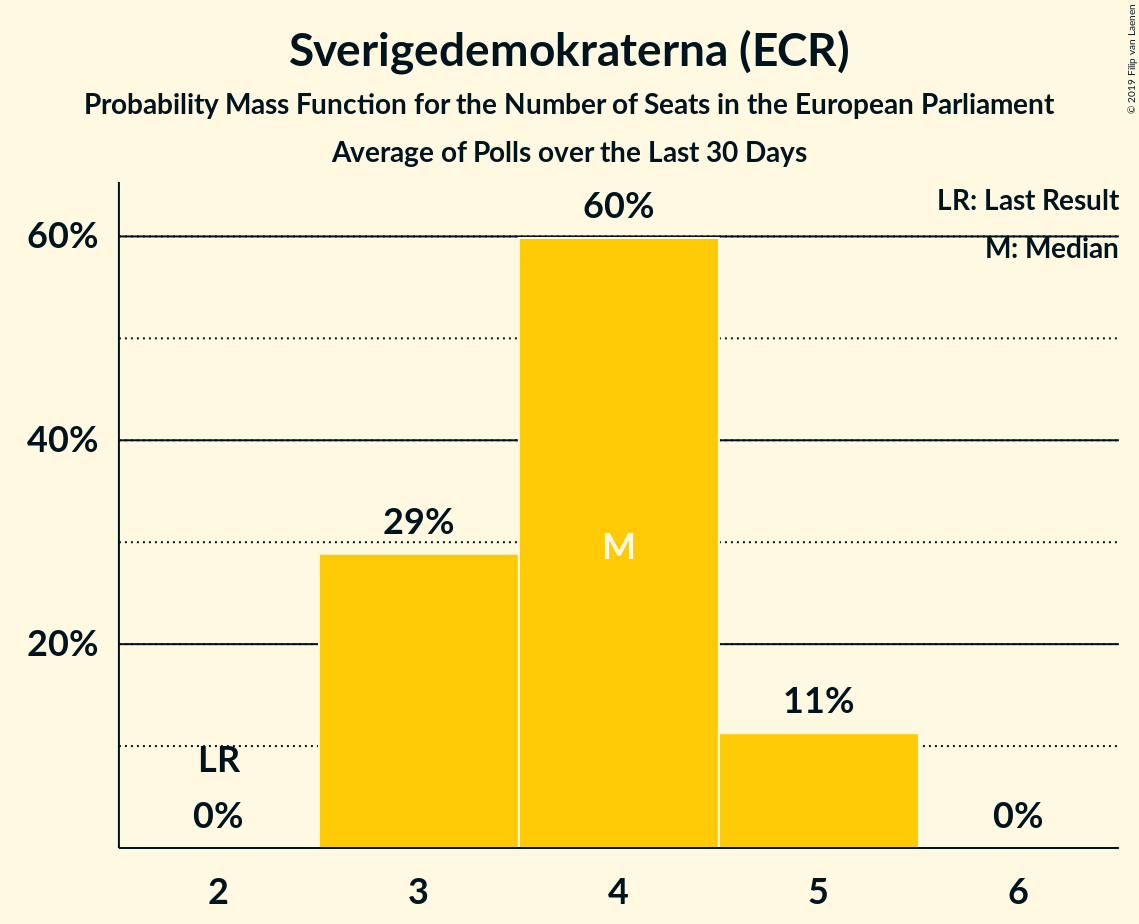 Sverigedemokraterna (ECR)
Probability Mass Function for the Number of Seats in the European Parliament
Average of Polls over the Last 30 Days
© 2019 Filip van Laenen
LR: Last Result
M: Median
60%
40%
20%
LR
0%
29%
60%
M
11%
0%
2 3 4 5 6